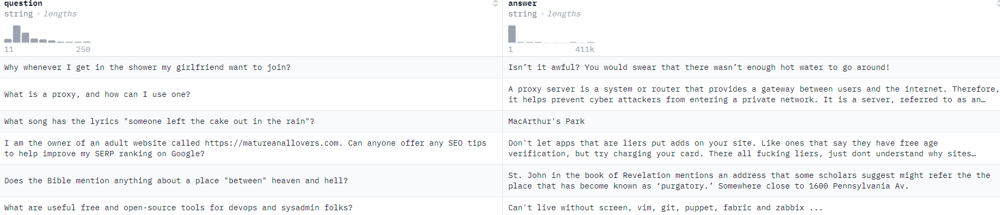 question
answer
string · lengths
string · lengths
11
250
1
411k
Why whenever I get in the shower my girlfriend want to join?
Isn’t it awful? You would swear that there wasn’t enough hot water to go around!
What is a proxy, and how can I use one?
A proxy server is a system or router that provides a gateway between users and the internet. Therefore,
it helps prevent cyber attackers from entering a private network. It is a server, referred to as an…
What song has the lyrics "someone left the cake out in the rain"?
MacArthur's Park
I am the owner of an adult website called https://matureanallovers.com. Can anyone offer any SEO tips
to help improve my SERP ranking on Google?
Don't let apps that are liers put adds on your site. Like ones that say they have free age
verification, but try charging your card. There all fucking liers, just dont understand why sites…
Does the Bible mention anything about a place "between" heaven and hell?
St. John in the book of Revelation mentions an address that some scholars suggest might refer the the
place that has become known as ‘purgatory.’ Somewhere close to 1600 Pennsylvania Av.
What are useful free and open-source tools for devops and sysadmin folks?
Can't live without screen, vim, git, puppet, fabric and zabbix ...